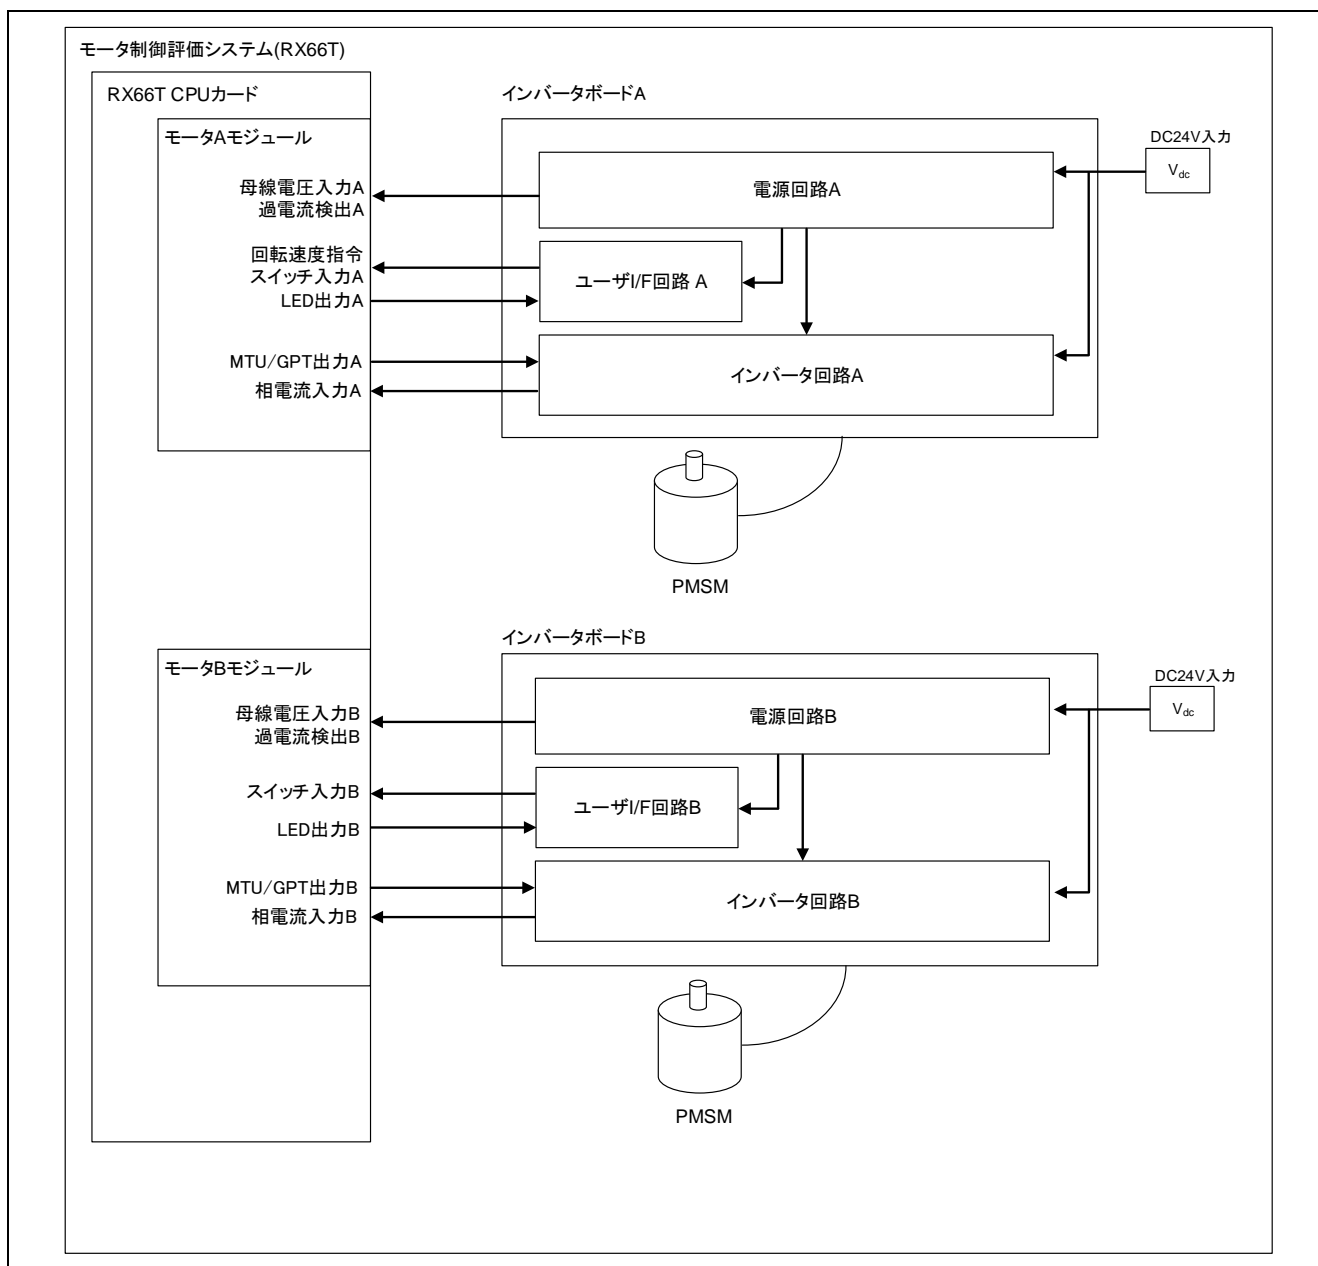 モータ制御評価システム(RX66T)
RX66T CPUカード
モータAモジュール
母線電圧入力A
過電流検出A
回転速度指令
スイッチ入力A
LED出力A
MTU/GPT出力A
相電流入力A
インバータボードA
電源回路A
ユーザI/F回路 A
インバータ回路A
DC24V入力
Vdc
PMSM
モータBモジュール
母線電圧入力B
過電流検出B
スイッチ入力B
LED出力B
MTU/GPT出力B
相電流入力B
インバータボードB
電源回路B
ユーザI/F回路B
インバータ回路B
DC24V入力
Vdc
PMSM